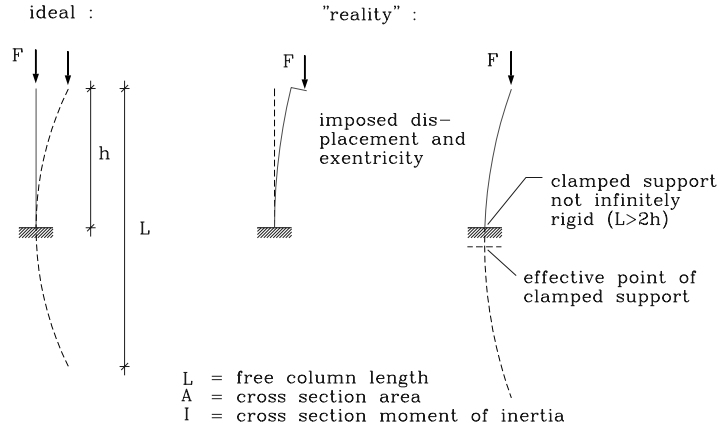 ideal :
"reality" :
F
F
F
h
L
imposed dis-
placement and
exentricity
clamped support
not infinitely
rigid (L>2h)
effective point of
clamped support
L = free column length
A = cross section area
I = cross section moment of inertia